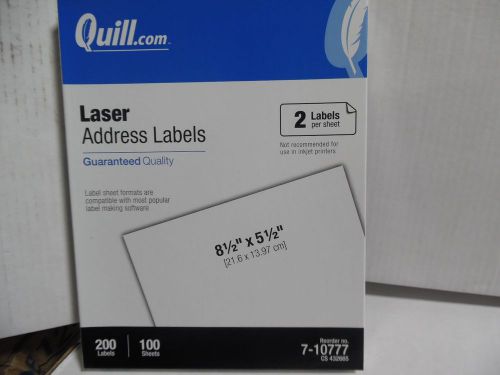 Quill.com
Laser
Address Labels
Guaranteed Quality
Label sheet formats are
compatible with most popular
label making software
2 Labels
per sheet
Not recommended for
use in inkjet printers
8½" x 5½"
[21.6 x 13.97 cm]
200
Labels
100
Sheets
Reorder no.
7-10777
CS 432665